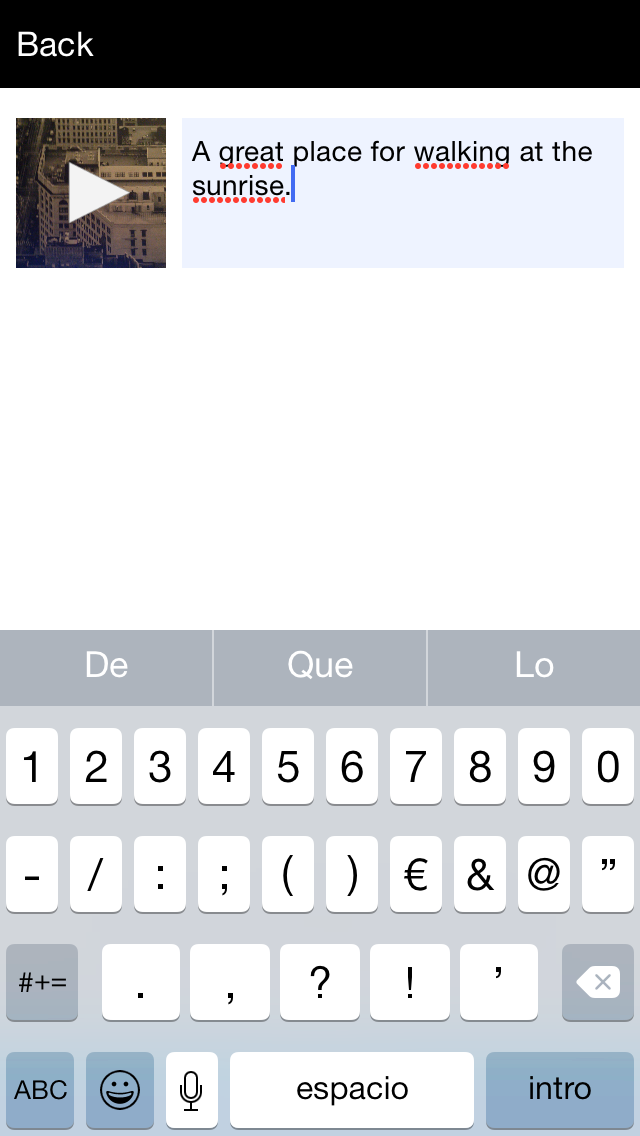 Back
A great place for walking at the
sunrise.
De Que Lo
1 2 3 4 5 6 7 8 9 0
- / : ; ( ) € & @ ”
#+= . , ? ! ’
ABC espacio intro